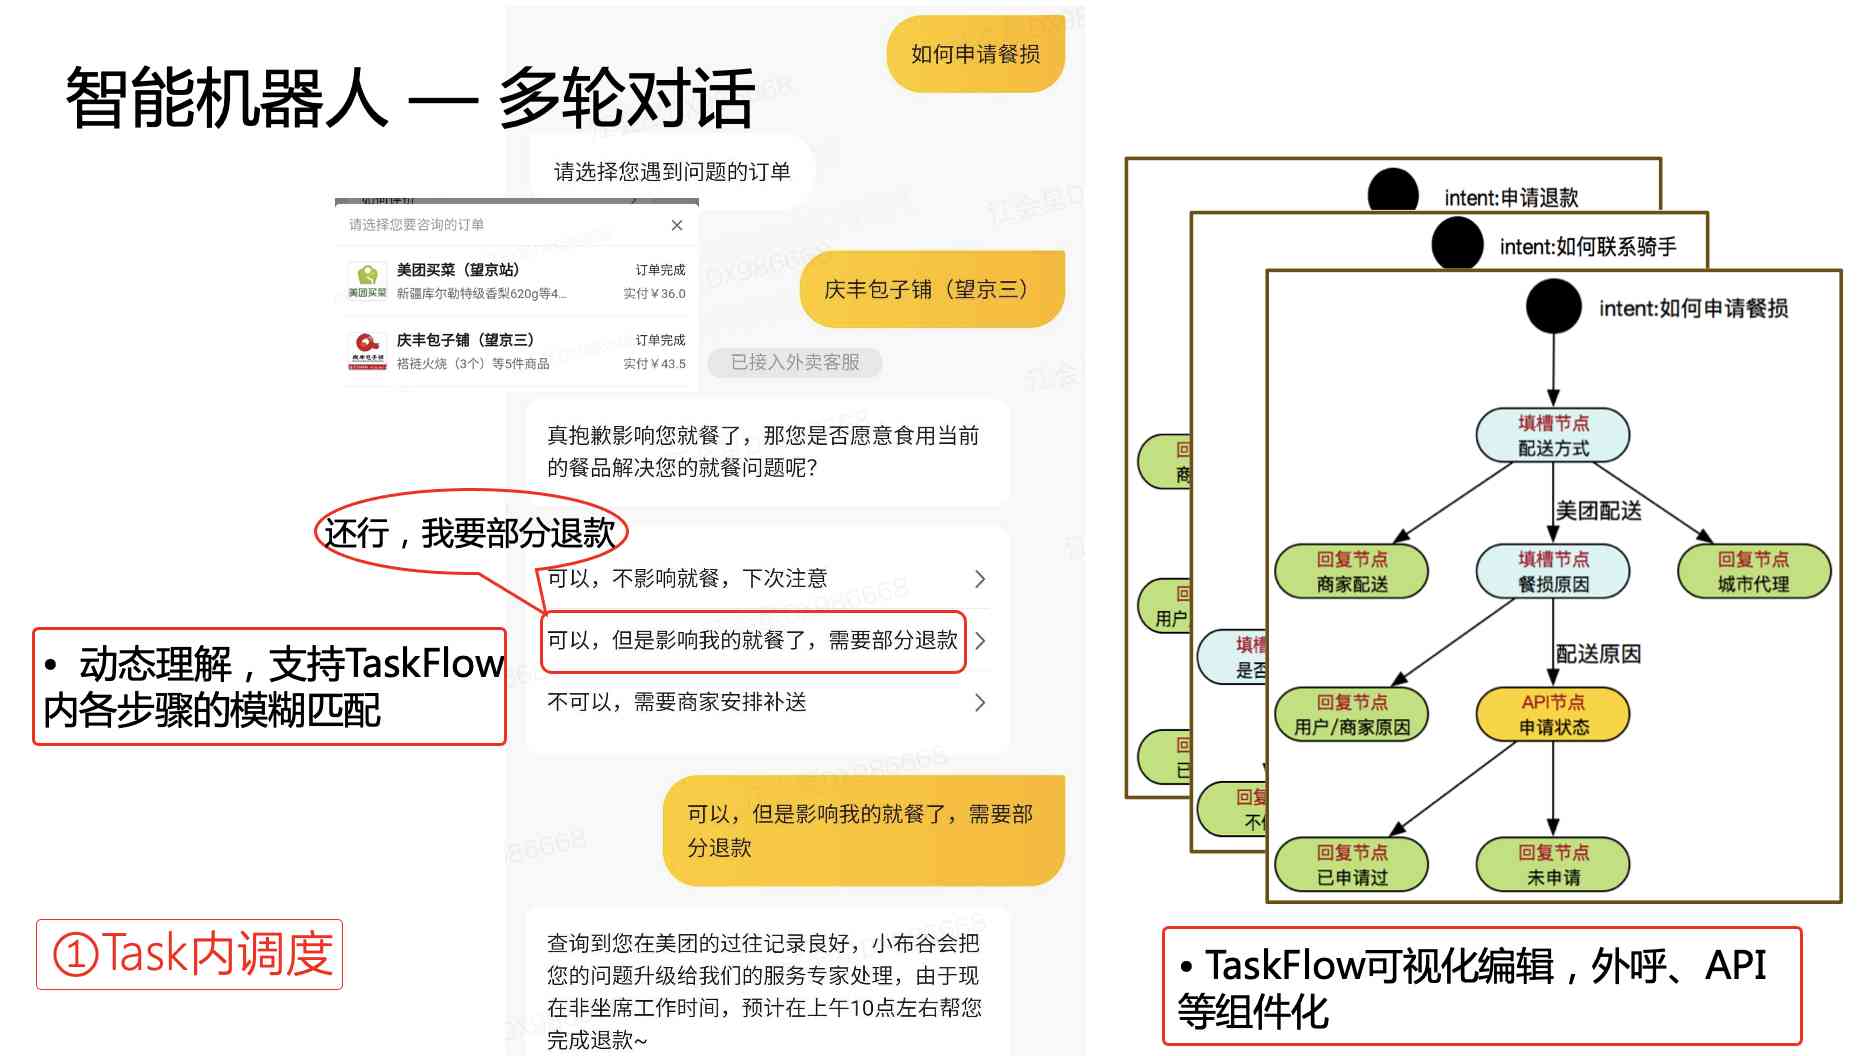 智能机器人 — 多轮对话
如何申请餐损
请选择您遇到问题的订单
请选择您要咨询的订单
美团买菜（望京站）
订单完成
美团买菜
新疆库尔勒特级香梨620g等4...
实付￥36.0
庆丰包子铺（望京三）
订单完成
褡裢火烧（3个）等5件商品
实付￥43.5
庆丰包子铺（望京三）
已接入外卖客服
真抱歉影响您就餐了，那您是否愿意食用当前
的餐品解决您的就餐问题呢?
还行，我要部分退款
可以，不影响就餐，下次注意
可以，但是影响我的就餐了，需要部分退款
不可以，需要商家安排补送
• 动态理解，支持TaskFlow
内各步骤的模糊匹配
可以，但是影响我的就餐了，需要部
分退款
①Task内调度
查询到您在美团的过往记录良好，小布谷会把
您的问题升级给我们的服务专家处理，由于现
在非坐席工作时间，预计在上午10点左右帮您
完成退款~
intent:申请退款
intent:如何联系骑手
intent:如何申请餐损
填槽节点
配送方式
美团配送
回复节点
商家配送
填槽节点
餐损原因
回复节点
城市代理
配送原因
回复节点
用户/商家原因
API节点
申请状态
回复节点
已申请过
回复节点
未申请
回
商
回
用户
回
已
填槽
是否
回复
• TaskFlow可视化编辑，外呼、API
等组件化